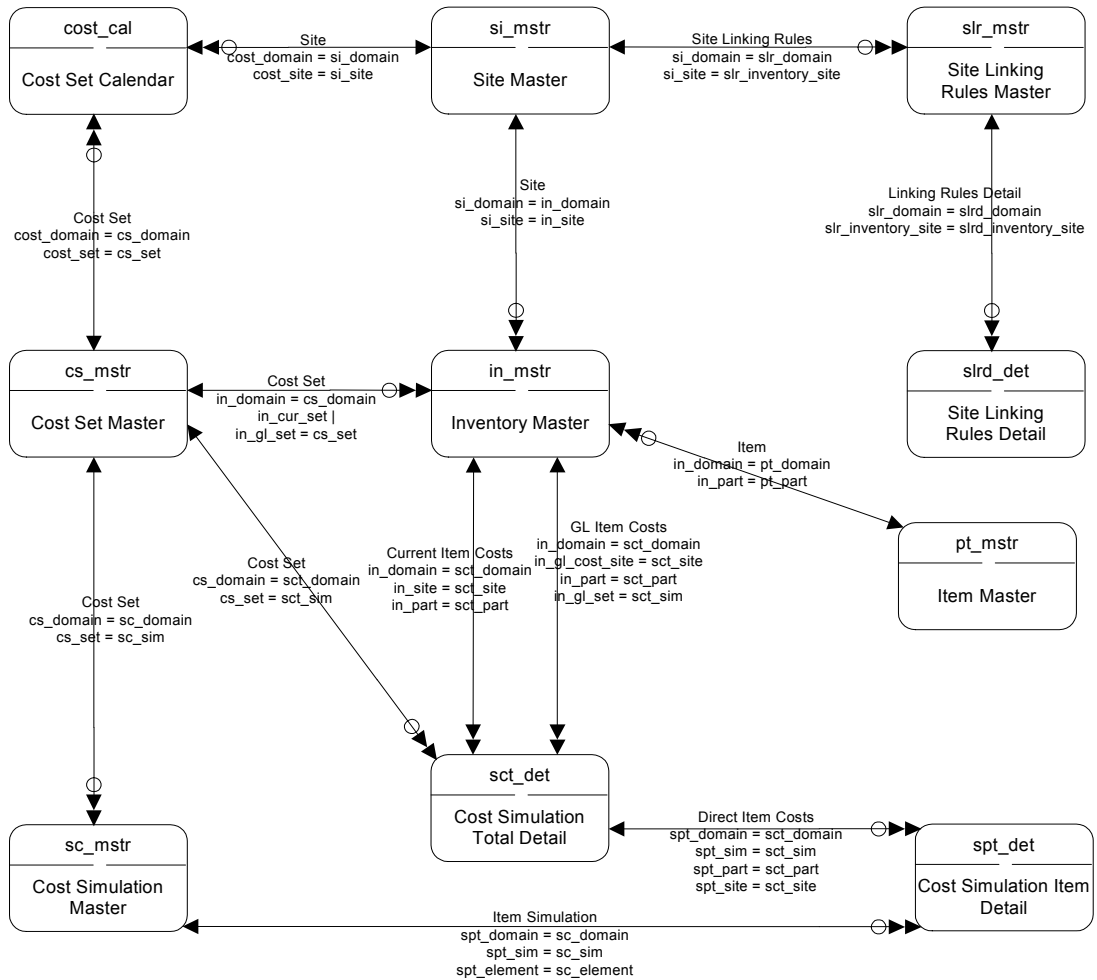 cost_cal
Cost Set Calendar
Site
cost_domain = si_domain
cost_site = si_site
si_mstr
Site Master
Site Linking Rules
si_domain = slr_domain
si_site = slr_inventory_site
slr_mstr
Site Linking
Rules Master
Cost Set
cost_domain = cs_domain
cost_set = cs_set
Site
si_domain = in_domain
si_site = in_site
Linking Rules Detail
slr_domain = slrd_domain
slr_inventory_site = slrd_inventory_site
cs_mstr
Cost Set Master
Cost Set
in_domain = cs_domain
in_cur_set |
in_gl_set = cs_set
in_mstr
Inventory Master
slrd_det
Site Linking
Rules Detail
Item
in_domain = pt_domain
in_part = pt_part
pt_mstr
Item Master
Cost Set
cs_domain = sc_domain
cs_set = sc_sim
Cost Set
cs_domain = sct_domain
cs_set = sct_sim
Current Item Costs
in_domain = sct_domain
in_site = sct_site
in_part = sct_part
GL Item Costs
in_domain = sct_domain
in_gl_cost_site = sct_site
in_part = sct_part
in_gl_set = sct_sim
sct_det
Cost Simulation
Total Detail
Direct Item Costs
spt_domain = sct_domain
spt_sim = sct_sim
spt_part = sct_part
spt_site = sct_site
spt_det
Cost Simulation Item
Detail
sc_mstr
Cost Simulation
Master
Item Simulation
spt_domain = sc_domain
spt_sim = sc_sim
spt_element = sc_element